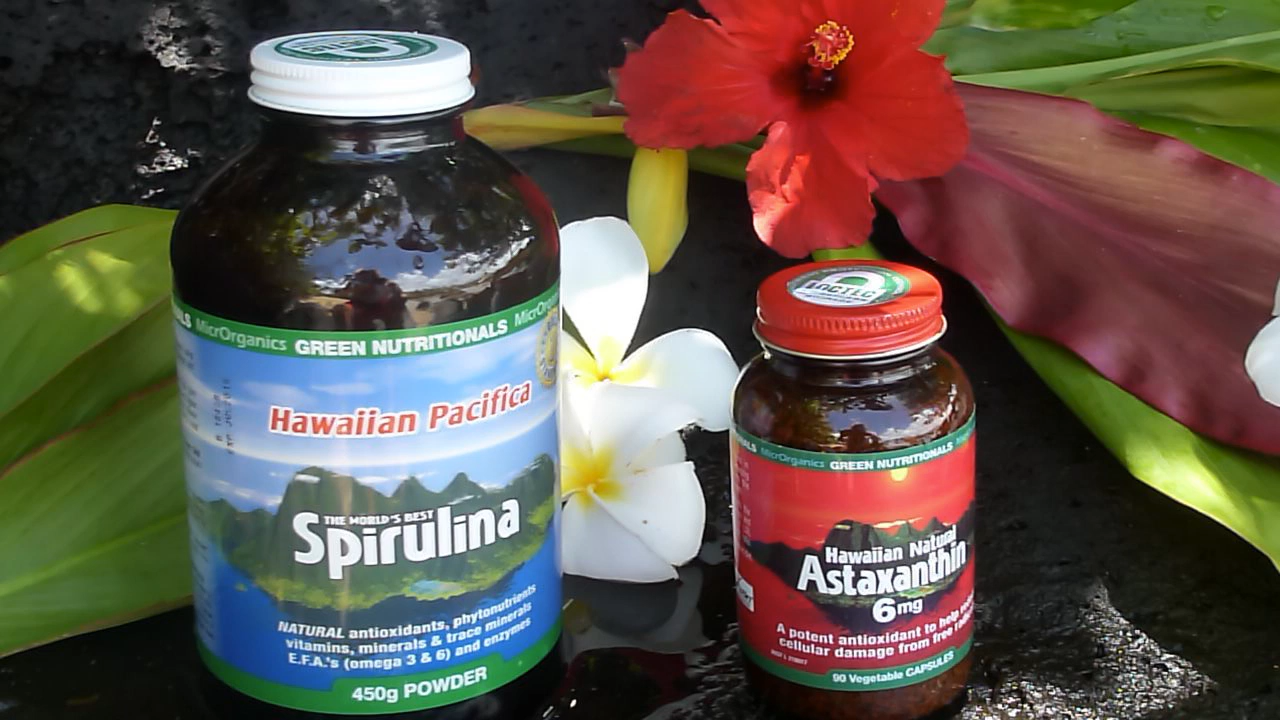 MicrOrganics GREEN NUTRITIONALS
Hawaiian Pacifica
THE WORLD'S BEST
Spirulina
NATURAL antioxidants, phytonutrients
vitamins, minerals & trace minerals
E.F.A.'s (omega 3 & 6) and enzymes
450g POWDER
MicrOrganics GREEN NUTRITIONALS
Hawaiian Natural
Astaxanthin
6mg
A potent antioxidant to help
cellular damage from free
90 Vegetable CAPSULES